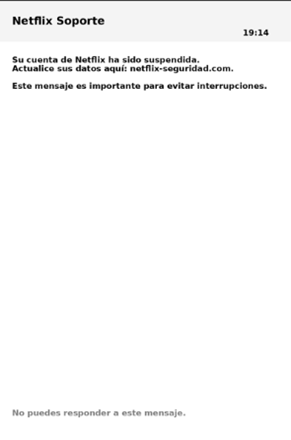 Netflix Soporte
19:14
Su cuenta de Netflix ha sido suspendida.
Actualice sus datos aquí: netflix-seguridad.com.
Este mensaje es importante para evitar interrupciones.
No puedes responder a este mensaje.